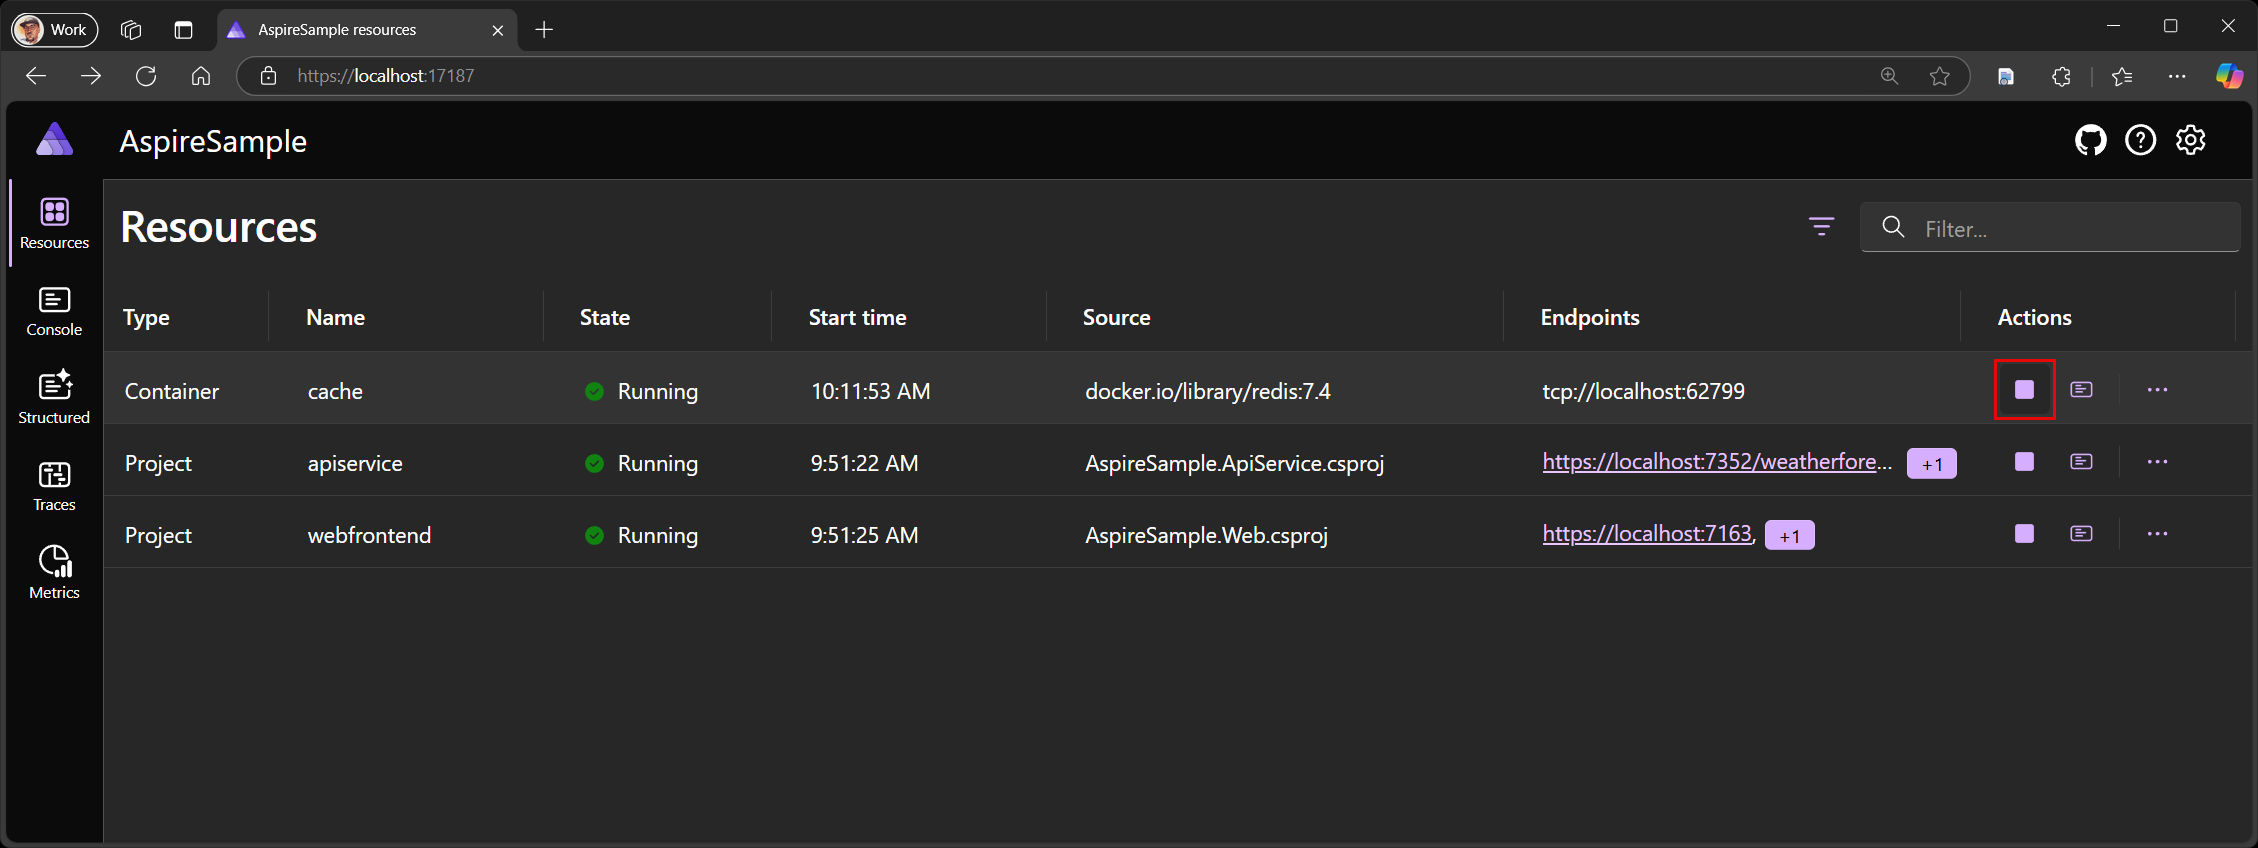 Work
AspireSample resources
https://localhost:17187
AspireSample
Resources
Console
Structured
Traces
Metrics
Resources
Filter...
Type Name State Start time Source Endpoints Actions
Container cache Running 10:11:53 AM docker.io/library/redis:7.4 tcp://localhost:62799
Project apiservice Running 9:51:22 AM AspireSample.ApiService.csproj https://localhost:7352/weatherfore... +1
Project webfrontend Running 9:51:25 AM AspireSample.Web.csproj https://localhost:7163, +1